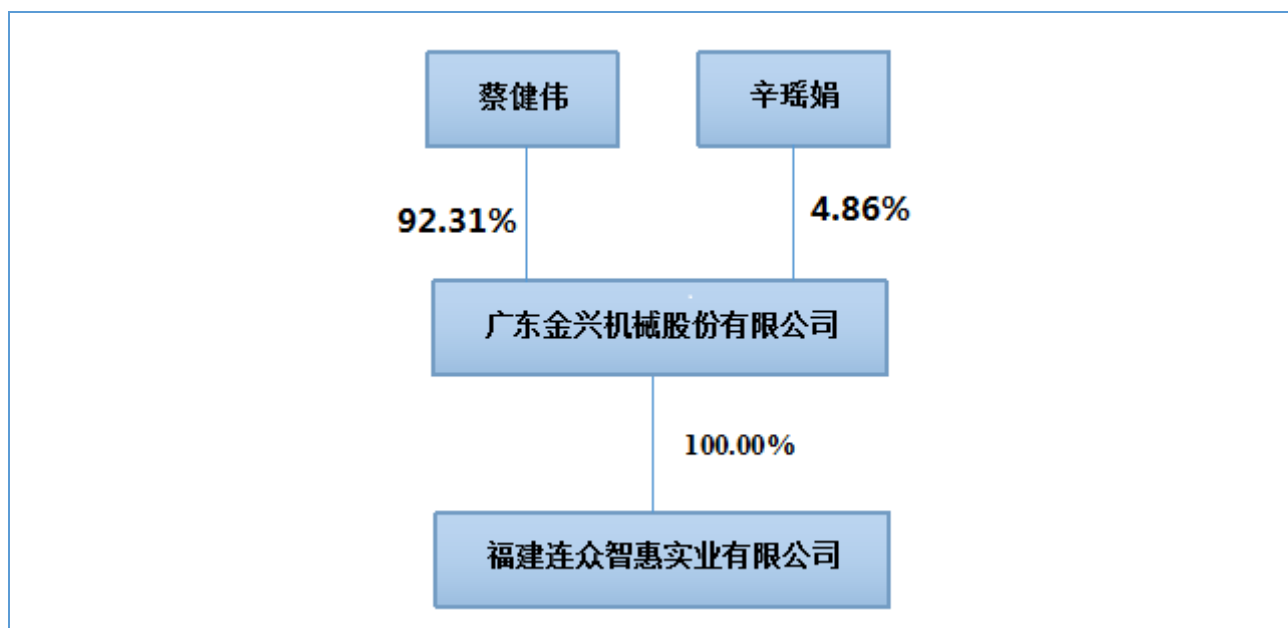 蔡健伟
辛瑶娟
92.31%
4.86%
广东金兴机械股份有限公司
100.00%
福建连众智惠实业有限公司